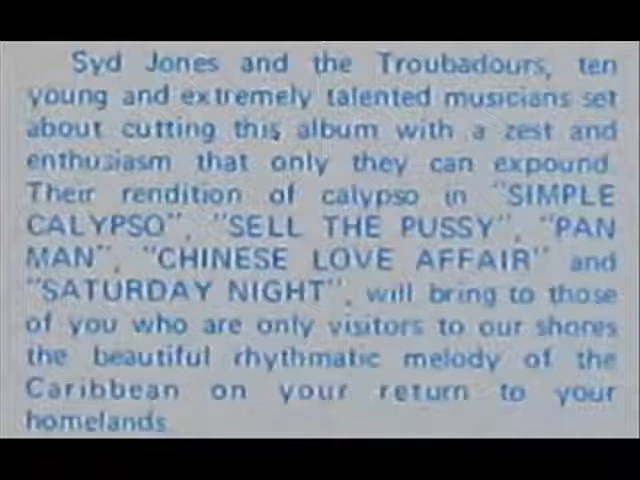 Syd Jones and the Troubadours, ten
young and extremely talented musicians set
about cutting this album with a zest and
enthusiasm that only they can expound.
Their rendition of calypso in "SIMPLE
CALYPSO", "SELL THE PUSSY", "PAN
MAN", "CHINESE LOVE AFFAIR" and
"SATURDAY NIGHT", will bring to those
of you who are only visitors to our shores
the beautiful rhythmatic melody of the
Caribbean on your return to your
homelands.